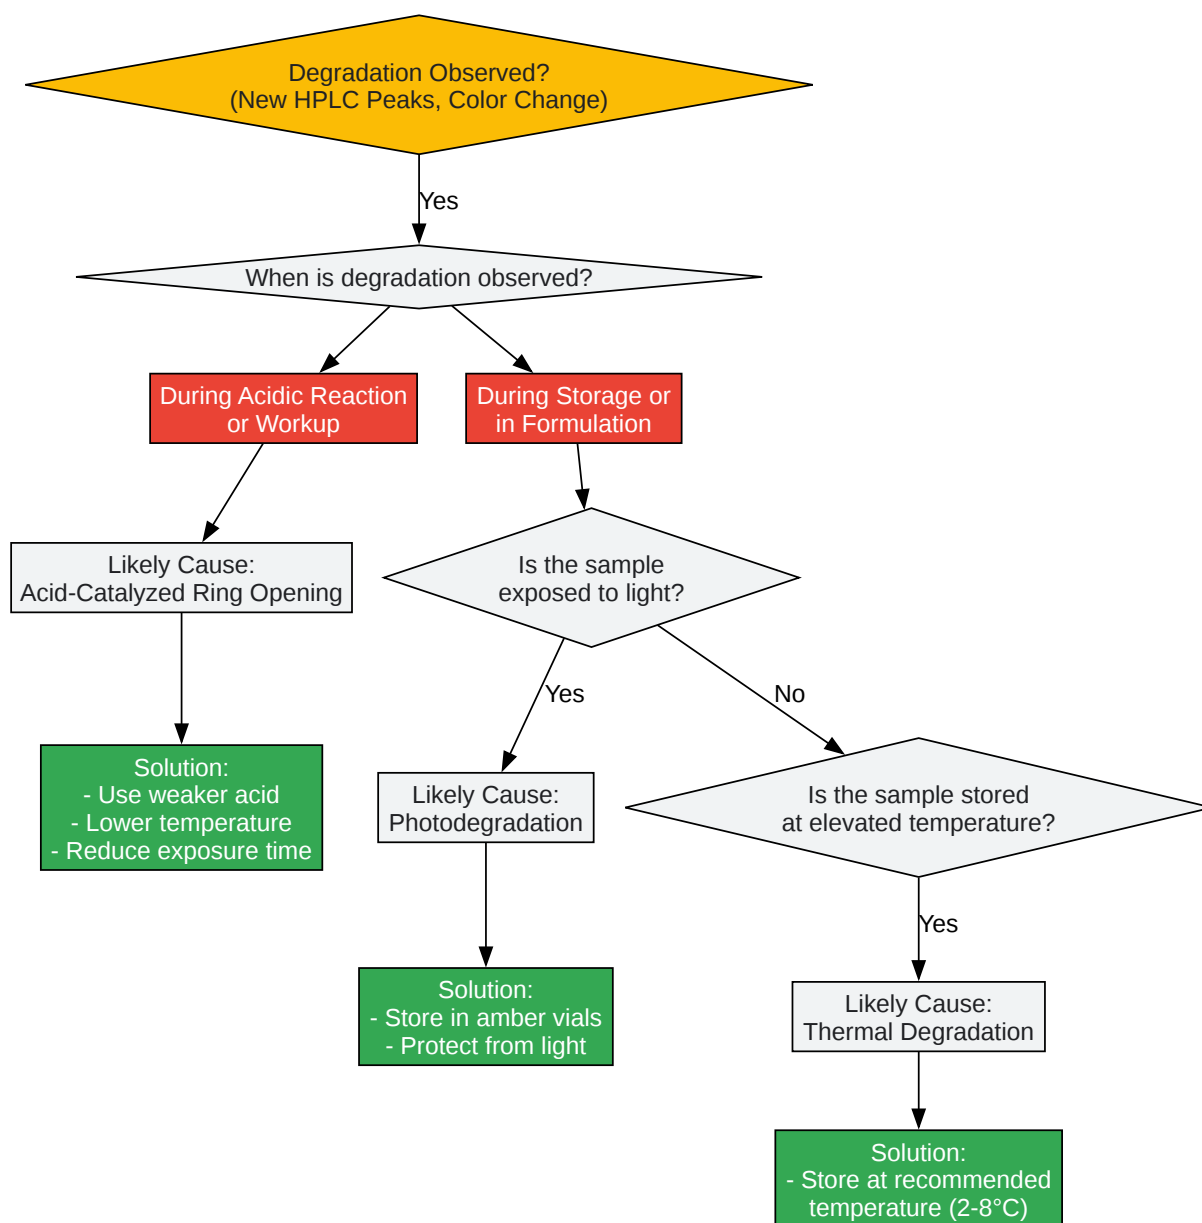 Degradation Observed?
(New HPLC Peaks, Color Change)
Yes
When is degradation observed?
During Acidic Reaction
or Workup
During Storage or
in Formulation
Likely Cause:
Acid-Catalyzed Ring Opening
Is the sample
exposed to light?
Yes
No
Solution:
- Use weaker acid
- Lower temperature
- Reduce exposure time
Likely Cause:
Photodegradation
Is the sample stored
at elevated temperature?
Yes
Solution:
- Store in amber vials
- Protect from light
Likely Cause:
Thermal Degradation
Solution:
- Store at recommended
temperature (2-8°C)